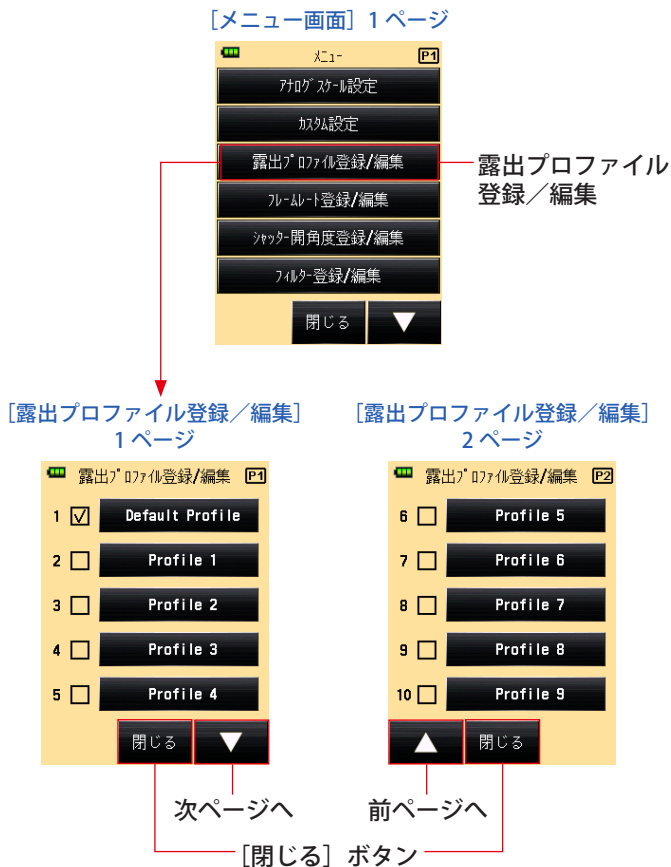 ［メニュー画面］1 ページ
ﾒﾆｭｰ P1
ｱﾅﾛｸﾞｽｹｰﾙ設定
ｶｽﾀﾑ設定
露出ﾌﾟﾛﾌｧｲﾙ登録/編集
露出プロファイル
登録／編集
ﾌﾚｰﾑﾚｰﾄ登録/編集
ｼｬｯﾀｰ開角度登録/編集
ﾌｨﾙﾀｰ登録/編集
閉じる
［露出プロファイル登録／編集］
1 ページ
露出ﾌﾟﾛﾌｧｲﾙ登録/編集 P1
1 Default Profile
2 Profile 1
3 Profile 2
4 Profile 3
5 Profile 4
閉じる
次ページへ
［露出プロファイル登録／編集］
2 ページ
露出ﾌﾟﾛﾌｧｲﾙ登録/編集 P2
6 Profile 5
7 Profile 6
8 Profile 7
9 Profile 8
10 Profile 9
閉じる
前ページへ
［閉じる］ボタン